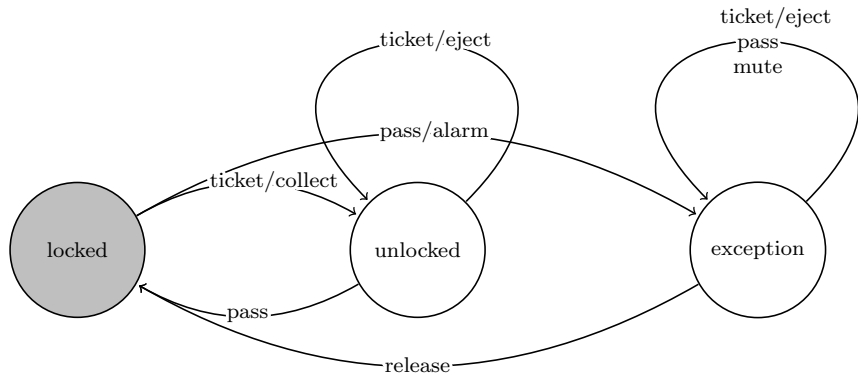 ticket/eject
pass
mute
ticket/eject
pass/alarm
ticket/collect
locked
unlocked
exception
pass
release